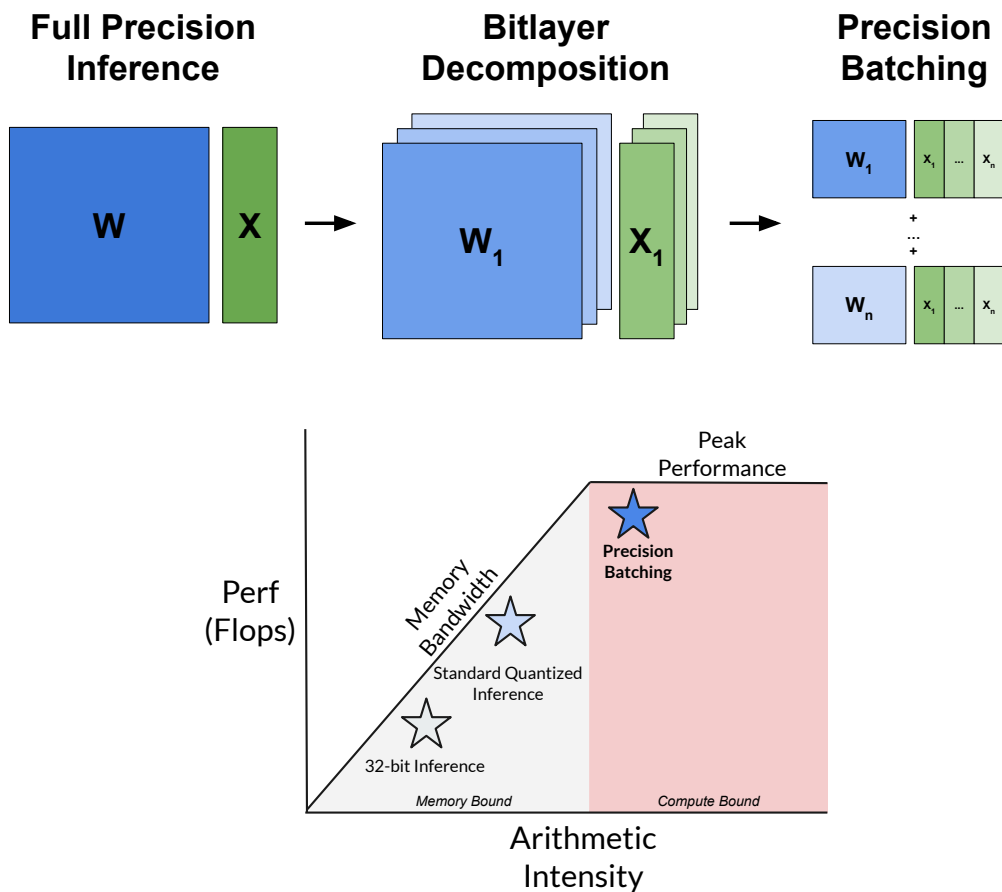 Full Precision
Inference
Bitlayer
Decomposition
Precision
Batching
W
X
W1
X1
W1
x1
...
xn
+
...
+
Wn
x1
...
xn
Peak
Performance
Precision
Batching
Memory
Bandwidth
Perf
(Flops)
Standard Quantized
Inference
32-bit Inference
Memory Bound
Compute Bound
Arithmetic
Intensity